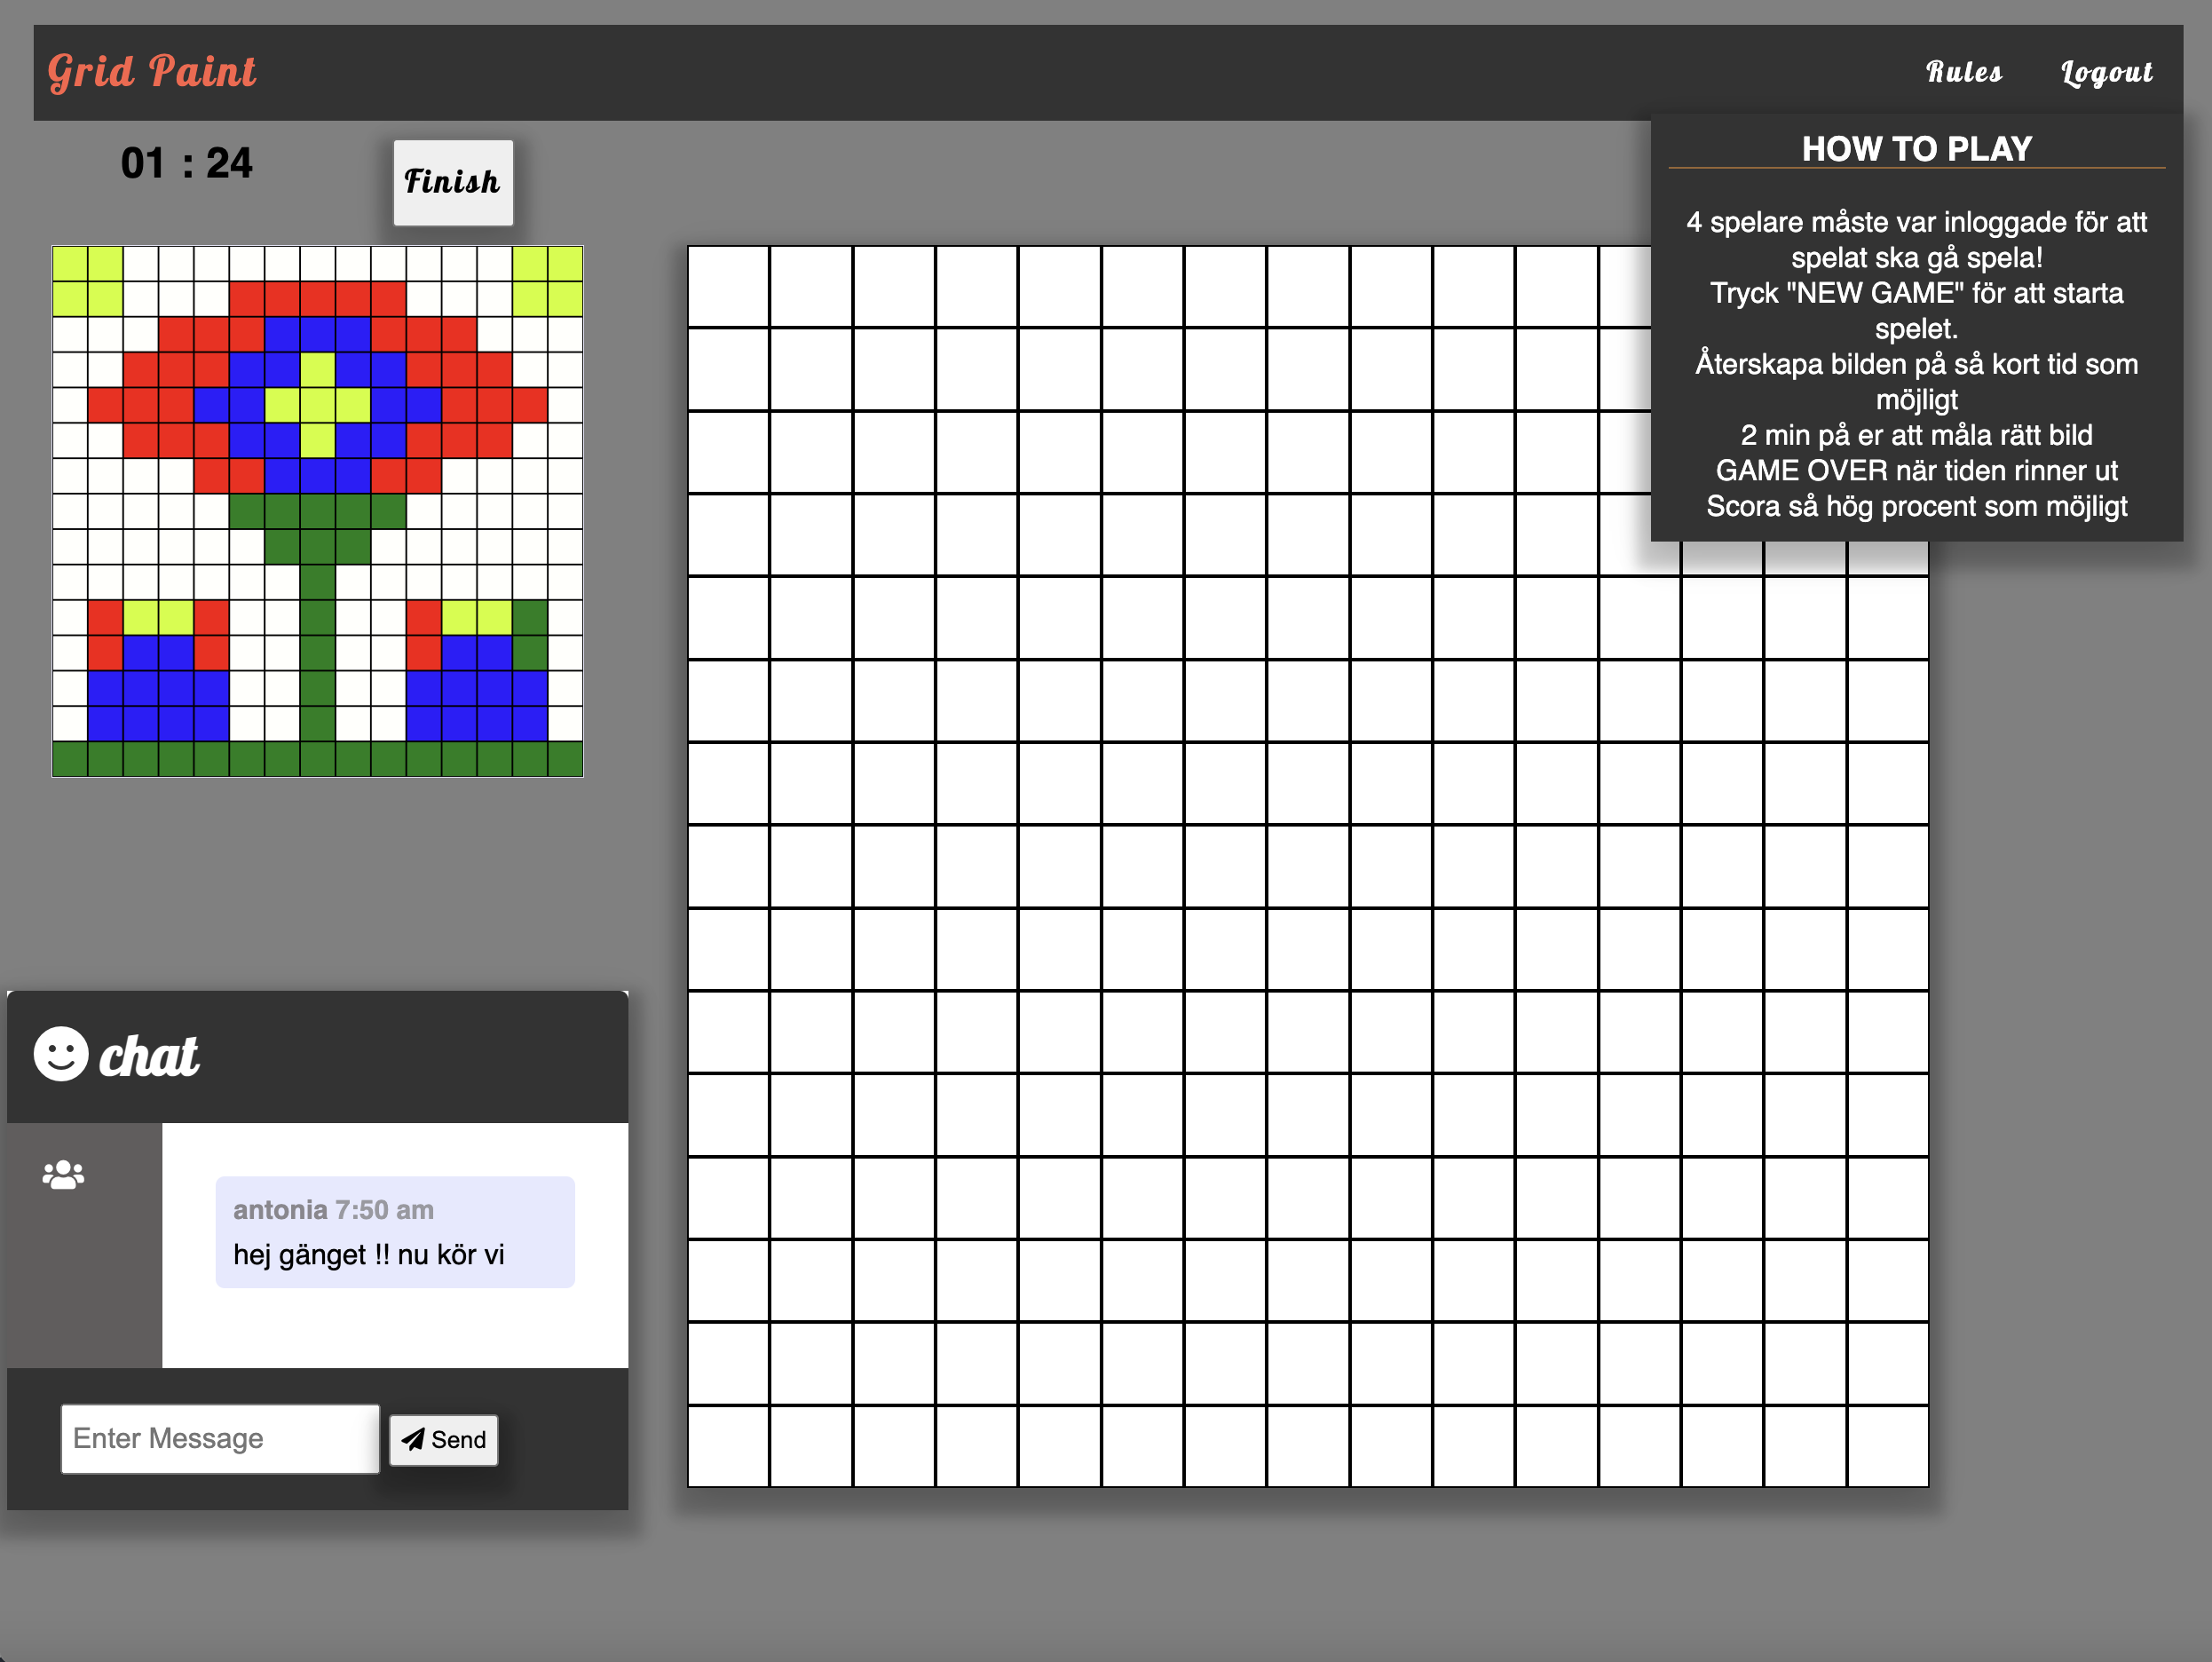 Grid Paint
Rules
Logout
01 : 24
Finish
HOW TO PLAY
4 spelare måste var inloggade för att
spelat ska gå spela!
Tryck "NEW GAME" för att starta
spelet.
Återskapa bilden på så kort tid som
möjligt
2 min på er att måla rätt bild
GAME OVER när tiden rinner ut
Scora så hög procent som möjligt
chat
antonia 7:50 am
hej gänget !! nu kör vi
Enter Message
Send